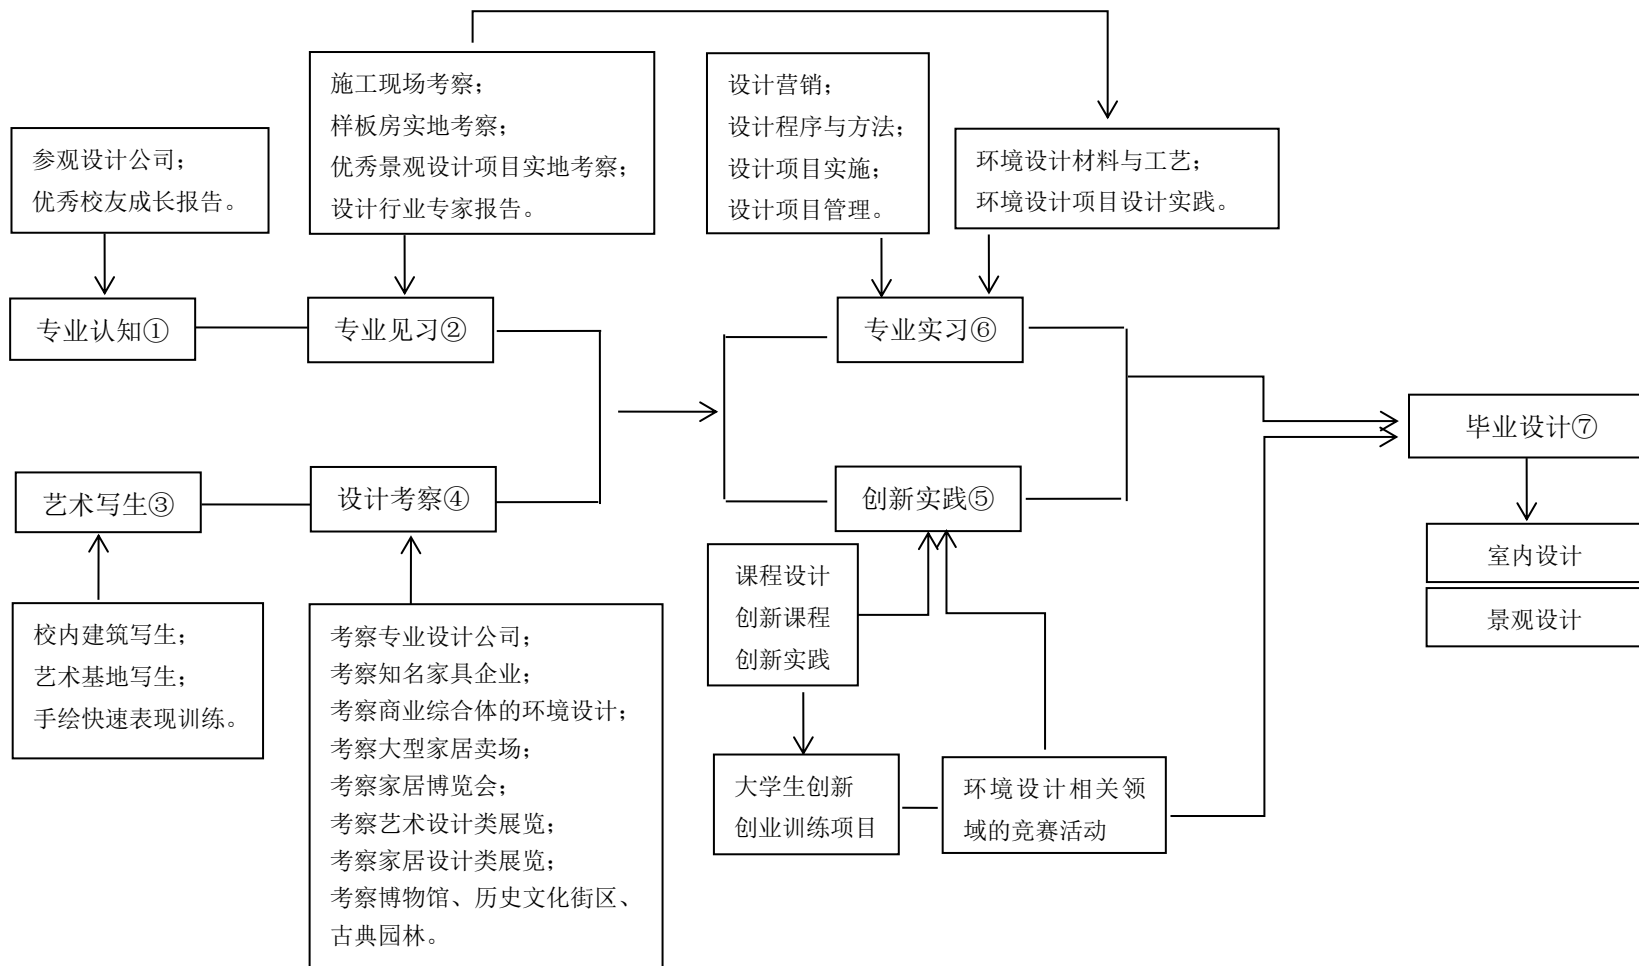 施工现场考察；
样板房实地考察；
优秀景观设计项目实地考察；
设计行业专家报告。
设计营销；
设计程序与方法；
设计项目实施；
设计项目管理。
参观设计公司；
优秀校友成长报告。
环境设计材料与工艺；
环境设计项目设计实践。
专业认知①
专业见习②
专业实习⑥
毕业设计⑦
艺术写生③
设计考察④
创新实践⑤
室内设计
景观设计
课程设计
创新课程
创新实践
校内建筑写生；
艺术基地写生；
手绘快速表现训练。
考察专业设计公司；
考察知名家具企业；
考察商业综合体的环境设计；
考察大型家居卖场；
考察家居博览会；
考察艺术设计类展览；
考察家居设计类展览；
考察博物馆、历史文化街区、
古典园林。
大学生创新
创业训练项目
环境设计相关领
域的竞赛活动